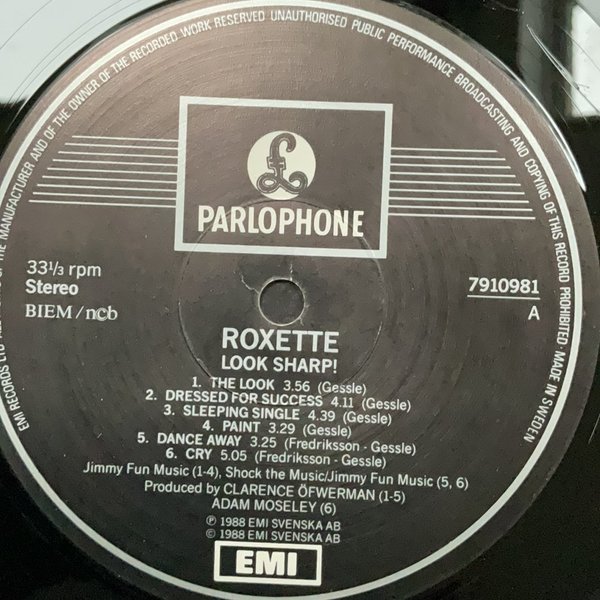 EMI RECORDS LTD ALL RIGHTS OF THE MANUFACTURER AND OF THE OWNER OF THE RECORDED WORK RESERVED UNAUTHORISED PUBLIC PERFORMANCE BROADCASTING AND COPYING OF THIS RECORD PROHIBITED · MADE IN SWEDEN
£
PARLOPHONE
33⅓ rpm
Stereo
BIEM / n©b
7910981
A
ROXETTE
LOOK SHARP!
1. THE LOOK 3.56 (Gessle)
2. DRESSED FOR SUCCESS 4.11 (Gessle)
3. SLEEPING SINGLE 4.39 (Gessle)
4. PAINT 3.29 (Gessle)
5. DANCE AWAY 3.25 (Fredriksson - Gessle)
6. CRY 5.05 (Fredriksson - Gessle)
Jimmy Fun Music (1-4), Shock the Music/Jimmy Fun Music (5, 6)
Produced by CLARENCE ÖFWERMAN (1-5)
ADAM MOSELEY (6)
℗ 1988 EMI SVENSKA AB
© 1988 EMI SVENSKA AB
EMI